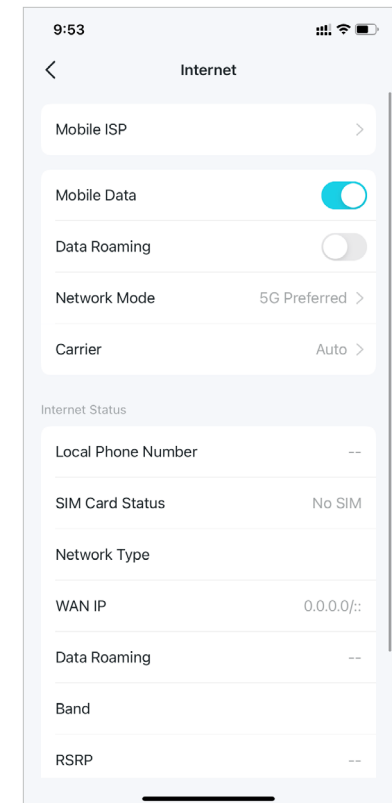 9:53
Internet
Mobile ISP
Mobile Data
Data Roaming
Network Mode 5G Preferred
Carrier Auto
Internet Status
Local Phone Number --
SIM Card Status No SIM
Network Type
WAN IP 0.0.0.0/::
Data Roaming --
Band
RSRP --